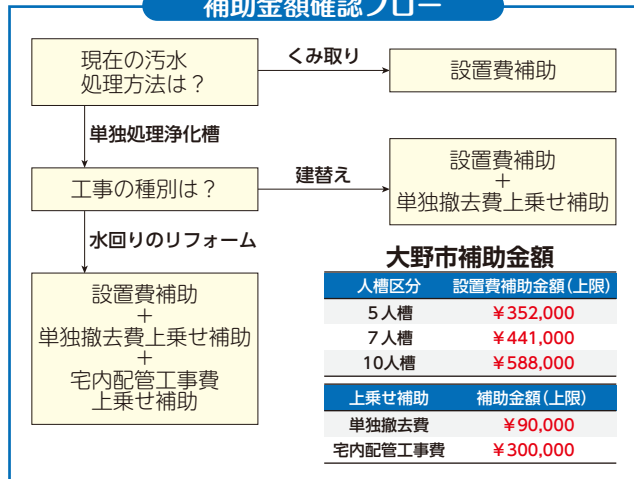 補助金額確認フロー
現在の汚水
処理方法は？
くみ取り
設置費補助
単独処理浄化槽
工事の種別は？
建替え
設置費補助
＋
単独撤去費上乗せ補助
水回りのリフォーム
設置費補助
＋
単独撤去費上乗せ補助
＋
宅内配管工事費
上乗せ補助
大野市補助金額
人槽区分 設置費補助金額（上限）
５人槽 ￥352,000
７人槽 ￥441,000
10人槽 ￥588,000
上乗せ補助 補助金額（上限）
単独撤去費 ￥90,000
宅内配管工事費 ￥300,000